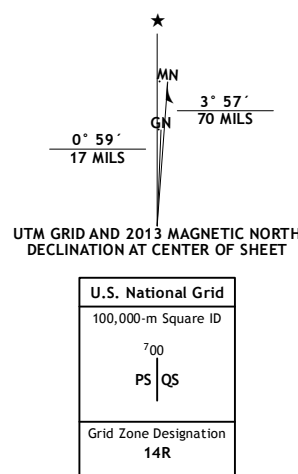 ★
MN
3° 57´
70 MILS
GN
0° 59´
17 MILS
UTM GRID AND 2013 MAGNETIC NORTH
DECLINATION AT CENTER OF SHEET
U.S. National Grid
100,000-m Square ID
⁷00
PS QS
Grid Zone Designation
14R